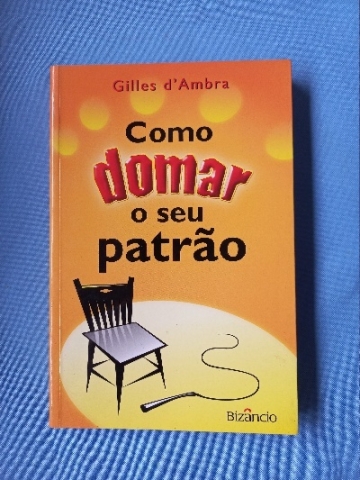 Gilles d'Ambra
Como
domar
o seu
patrão
Bizâncio